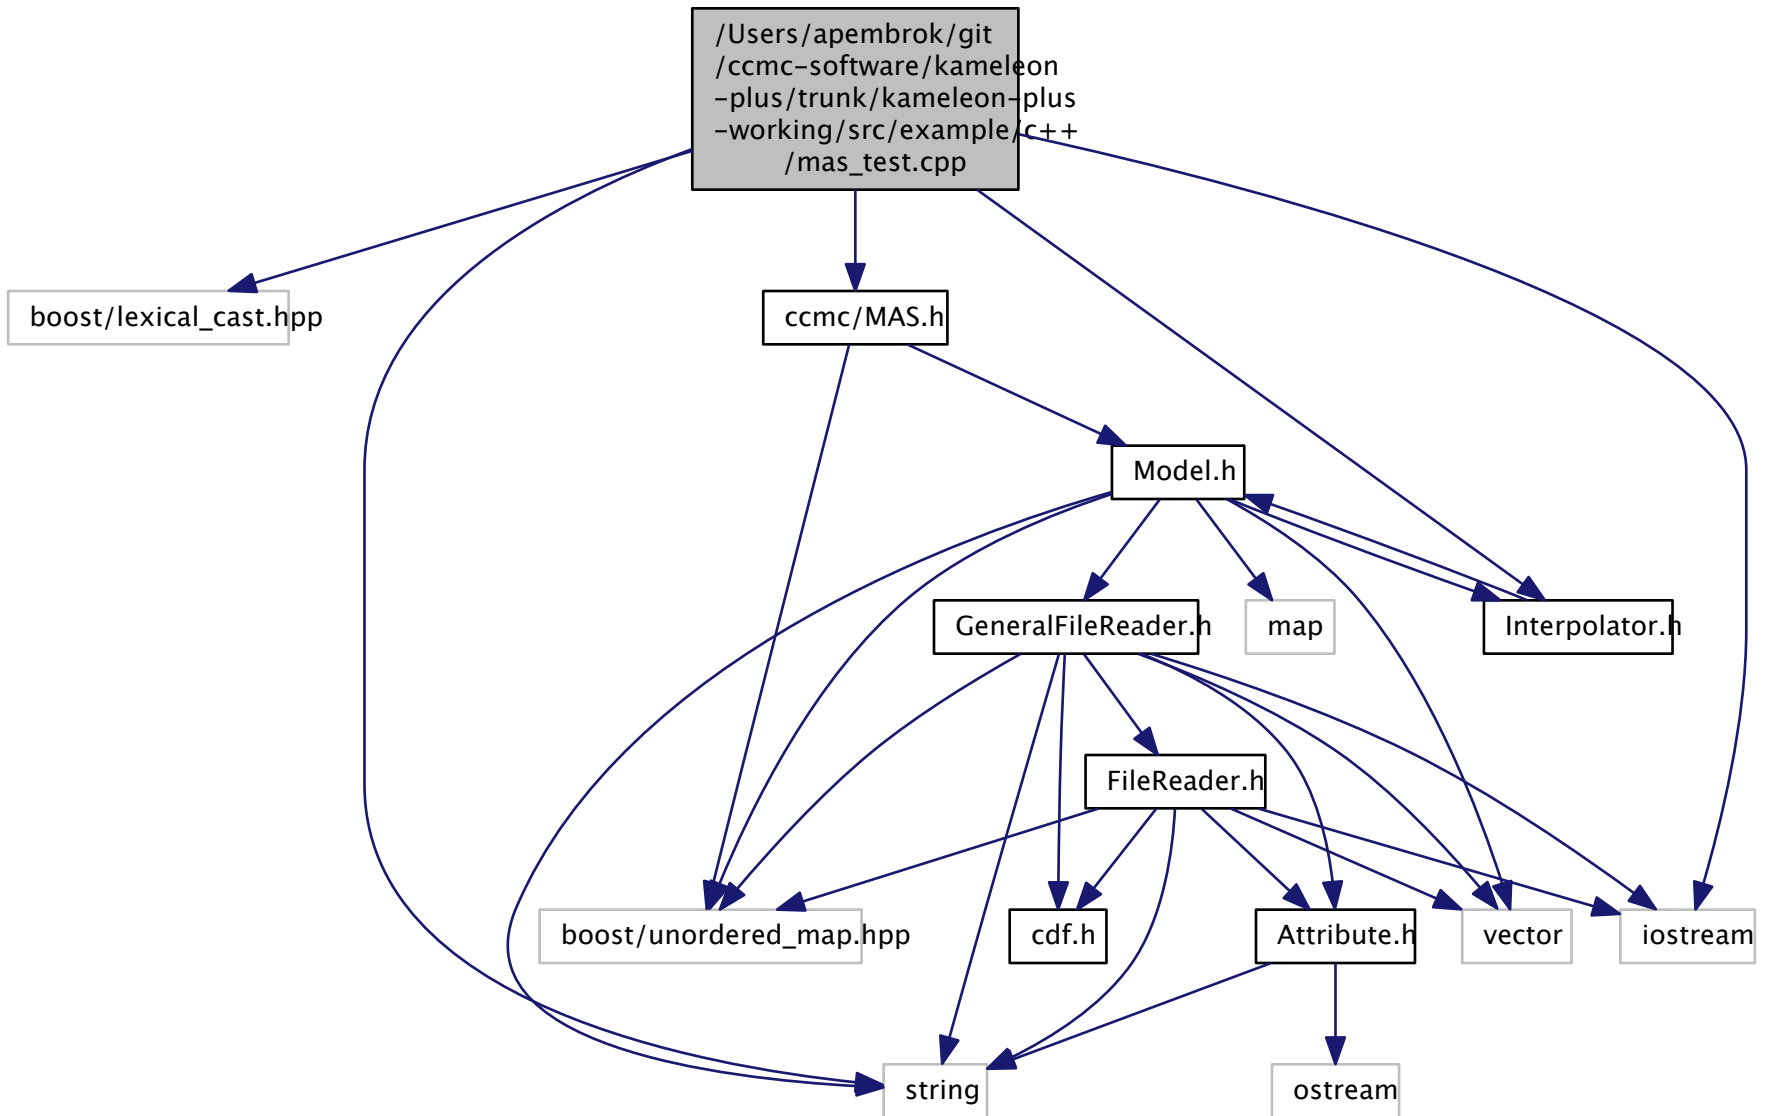 /Users/apembrok/git
/ccmc-software/kameleon
-plus/trunk/kameleon-plus
-working/src/example/c++
/mas_test.cpp
boost/lexical_cast.hpp
ccmc/MAS.h
Model.h
GeneralFileReader.h
map
Interpolator.h
FileReader.h
boost/unordered_map.hpp
cdf.h
Attribute.h
vector
iostream
string
ostream